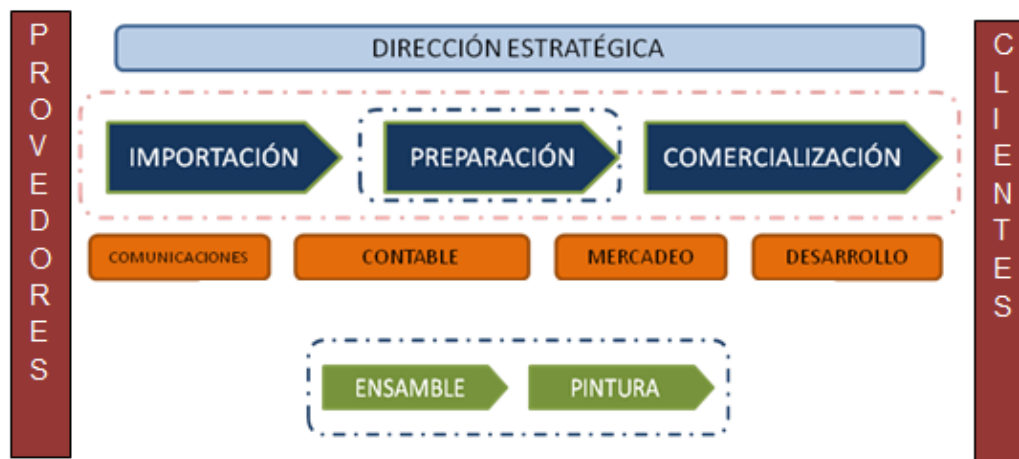 PROVEDORES
DIRECCIÓN ESTRATÉGICA
IMPORTACIÓN
PREPARACIÓN
COMERCIALIZACIÓN
COMUNICACIONES
CONTABLE
MERCADEO
DESARROLLO
ENSAMBLE
PINTURA
CLIENTES